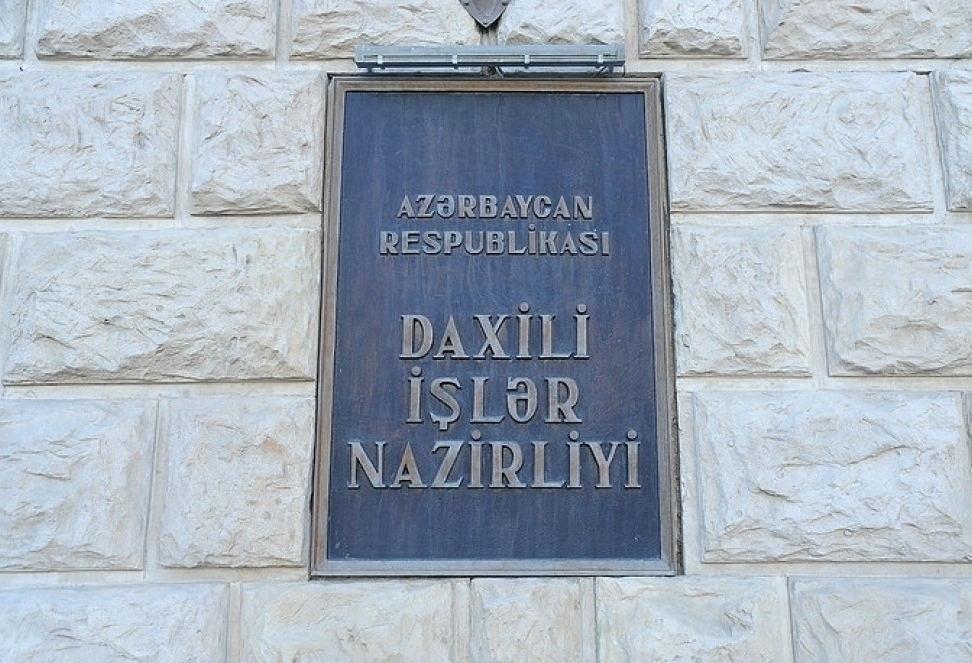 AZƏRBAYCAN
RESPUBLİKASI
DAXİLİ
İŞLƏR
NAZİRLİYİ